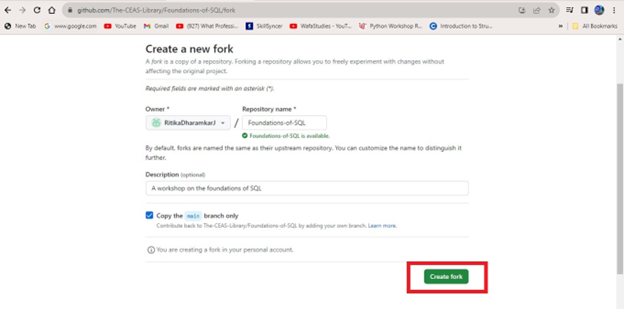 github.com/The-CEAS-Library/Foundations-of-SQL/fork
New Tab www.google.com YouTube Gmail (927) What Professi... SkillSyncer WafaStudies - YouT... Python Workshop R... Introduction to Stru... » All Bookmarks
Create a new fork
A fork is a copy of a repository. Forking a repository allows you to freely experiment with changes without
affecting the original project.
Required fields are marked with an asterisk (*).
Owner * Repository name *
RitikaDharamkarJ / Foundations-of-SQL
Foundations-of-SQL is available.
By default, forks are named the same as their upstream repository. You can customize the name to distinguish it
further.
Description (optional)
A workshop on the foundations of SQL
Copy the main branch only
Contribute back to The-CEAS-Library/Foundations-of-SQL by adding your own branch. Learn more.
You are creating a fork in your personal account.
Create fork